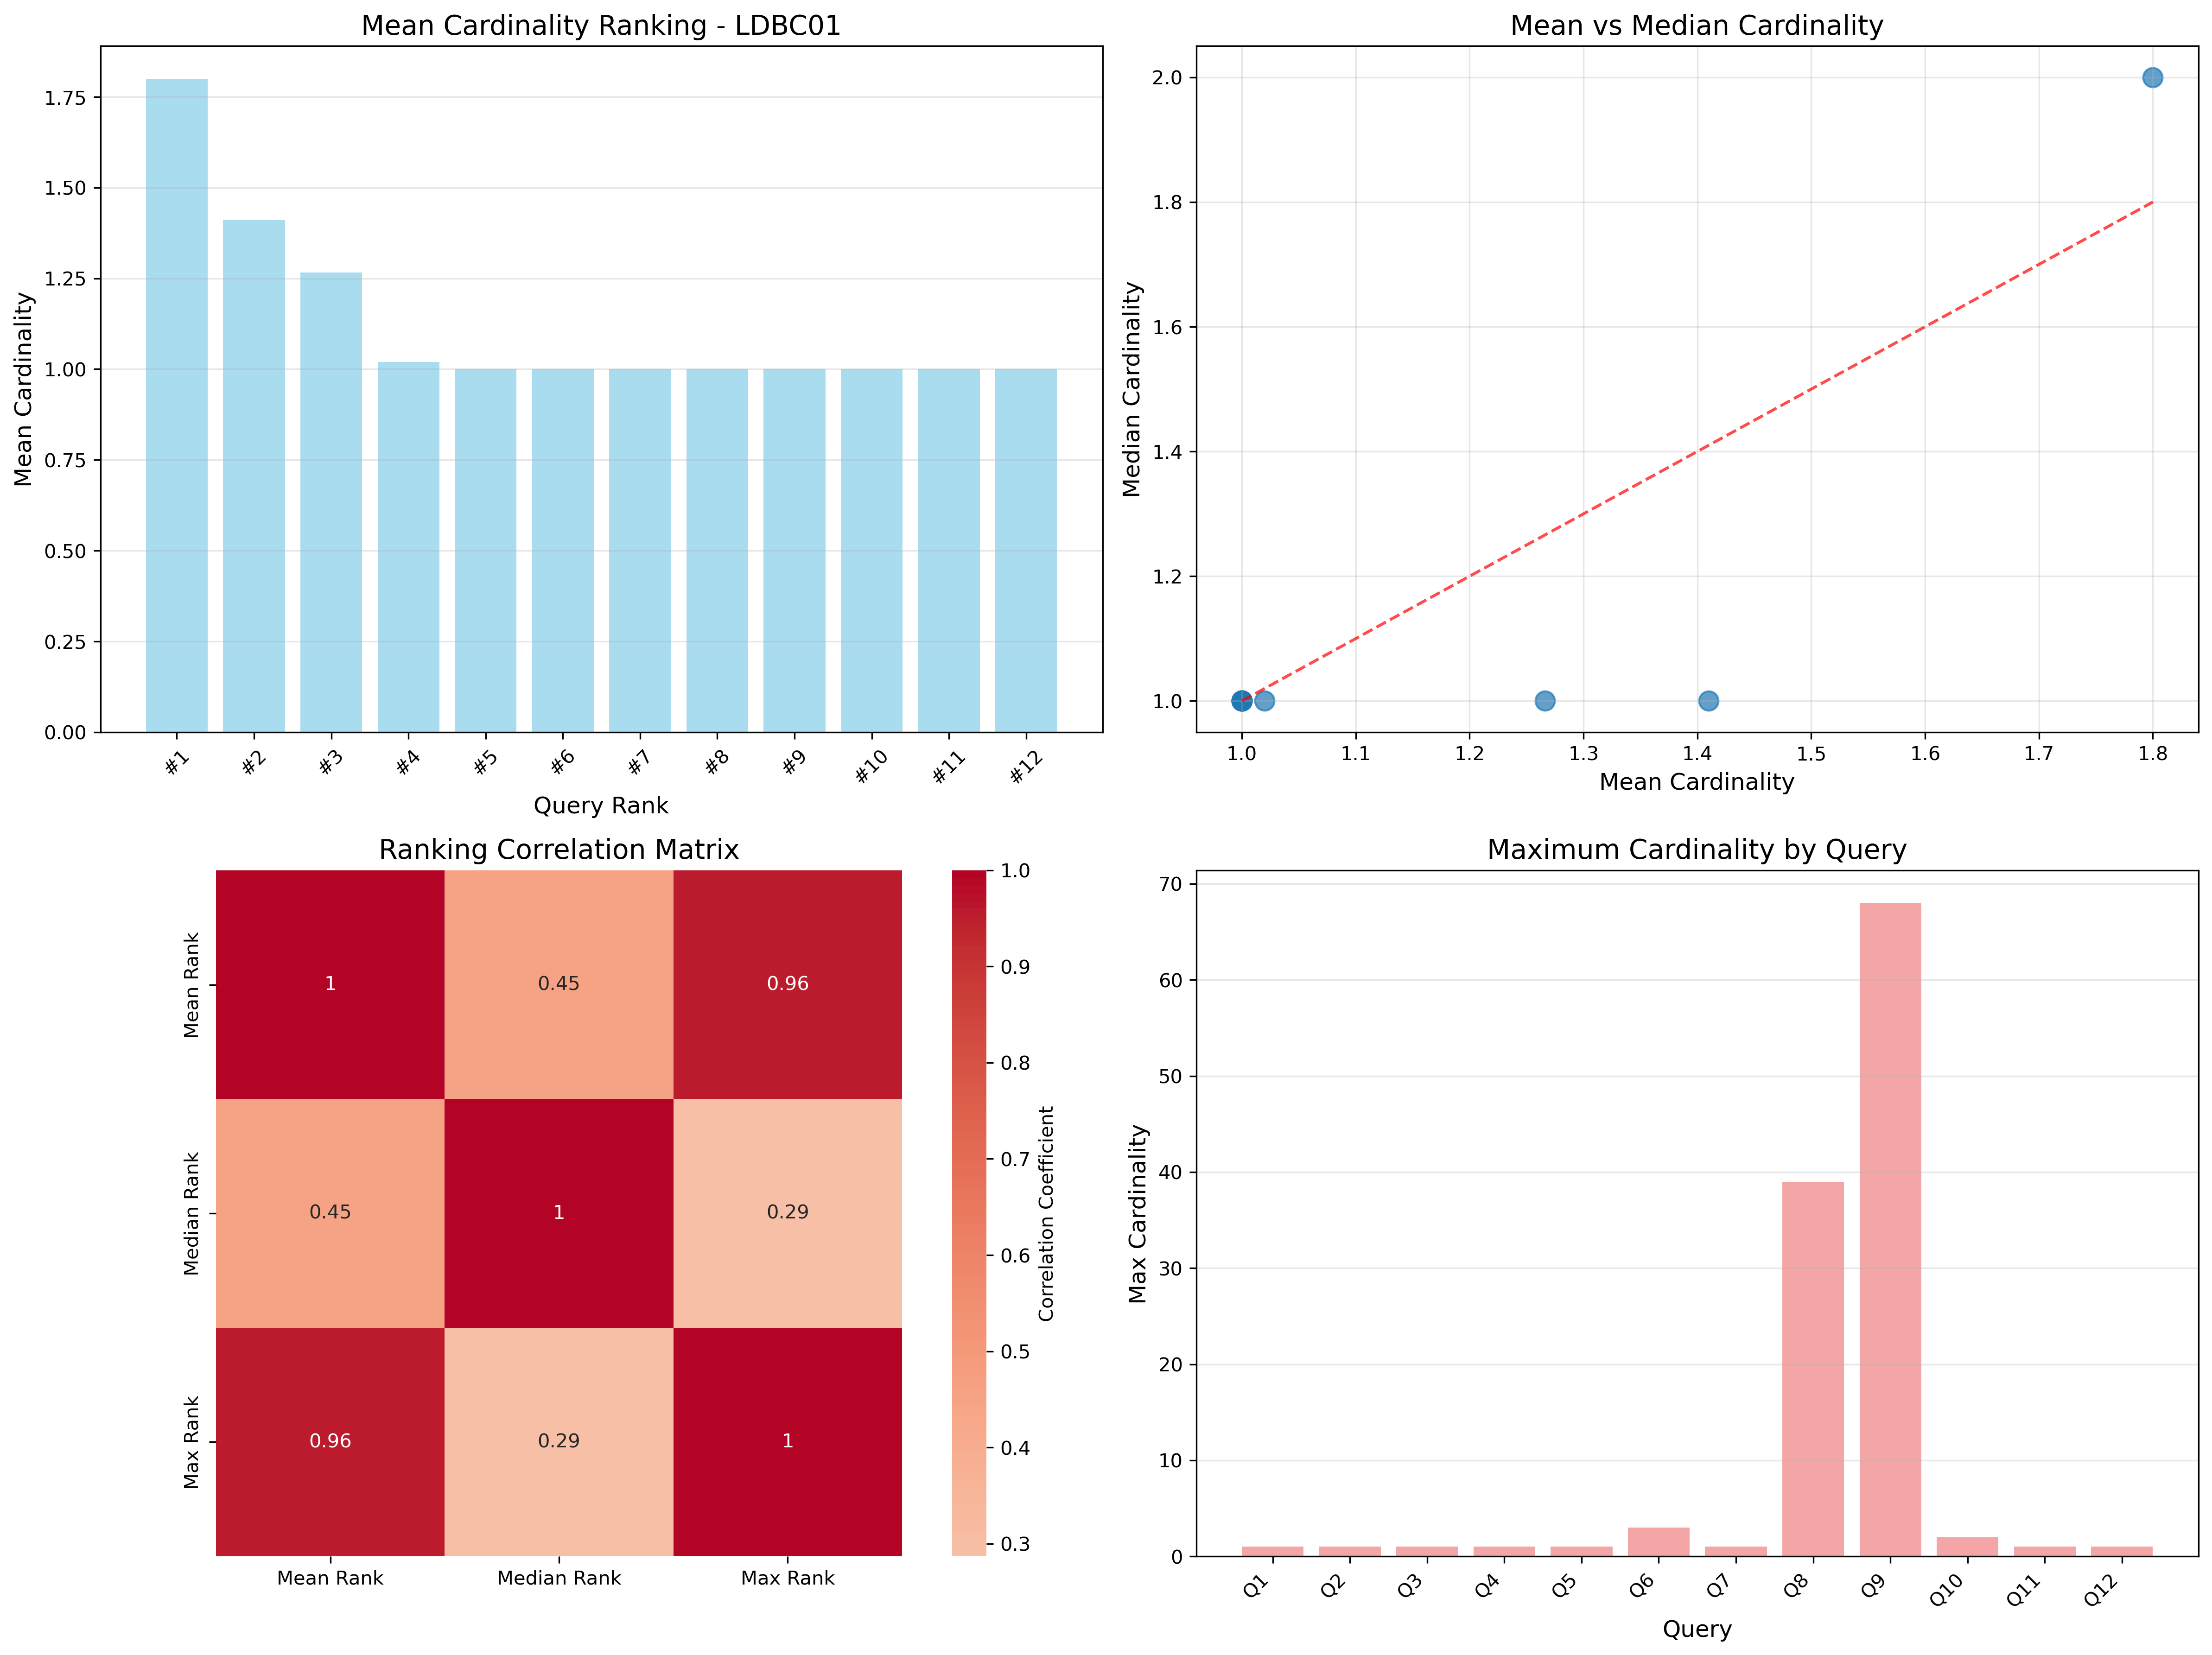 Mean Cardinality Ranking - LDBC01
Mean Cardinality
1.75
1.50
1.25
1.00
0.75
0.50
0.25
0.00
#1 #2 #3 #4 #5 #6 #7 #8 #9 #10 #11 #12
Query Rank
Mean vs Median Cardinality
Median Cardinality
2.0
1.8
1.6
1.4
1.2
1.0
1.0 1.1 1.2 1.3 1.4 1.5 1.6 1.7 1.8
Mean Cardinality
Ranking Correlation Matrix
Mean Rank
1 0.45 0.96
Median Rank
0.45 1 0.29
Max Rank
0.96 0.29 1
Mean Rank Median Rank Max Rank
1.0
0.9
0.8
0.7
0.6
0.5
0.4
0.3
Correlation Coefficient
Maximum Cardinality by Query
Max Cardinality
70
60
50
40
30
20
10
0
Q1 Q2 Q3 Q4 Q5 Q6 Q7 Q8 Q9 Q10 Q11 Q12
Query